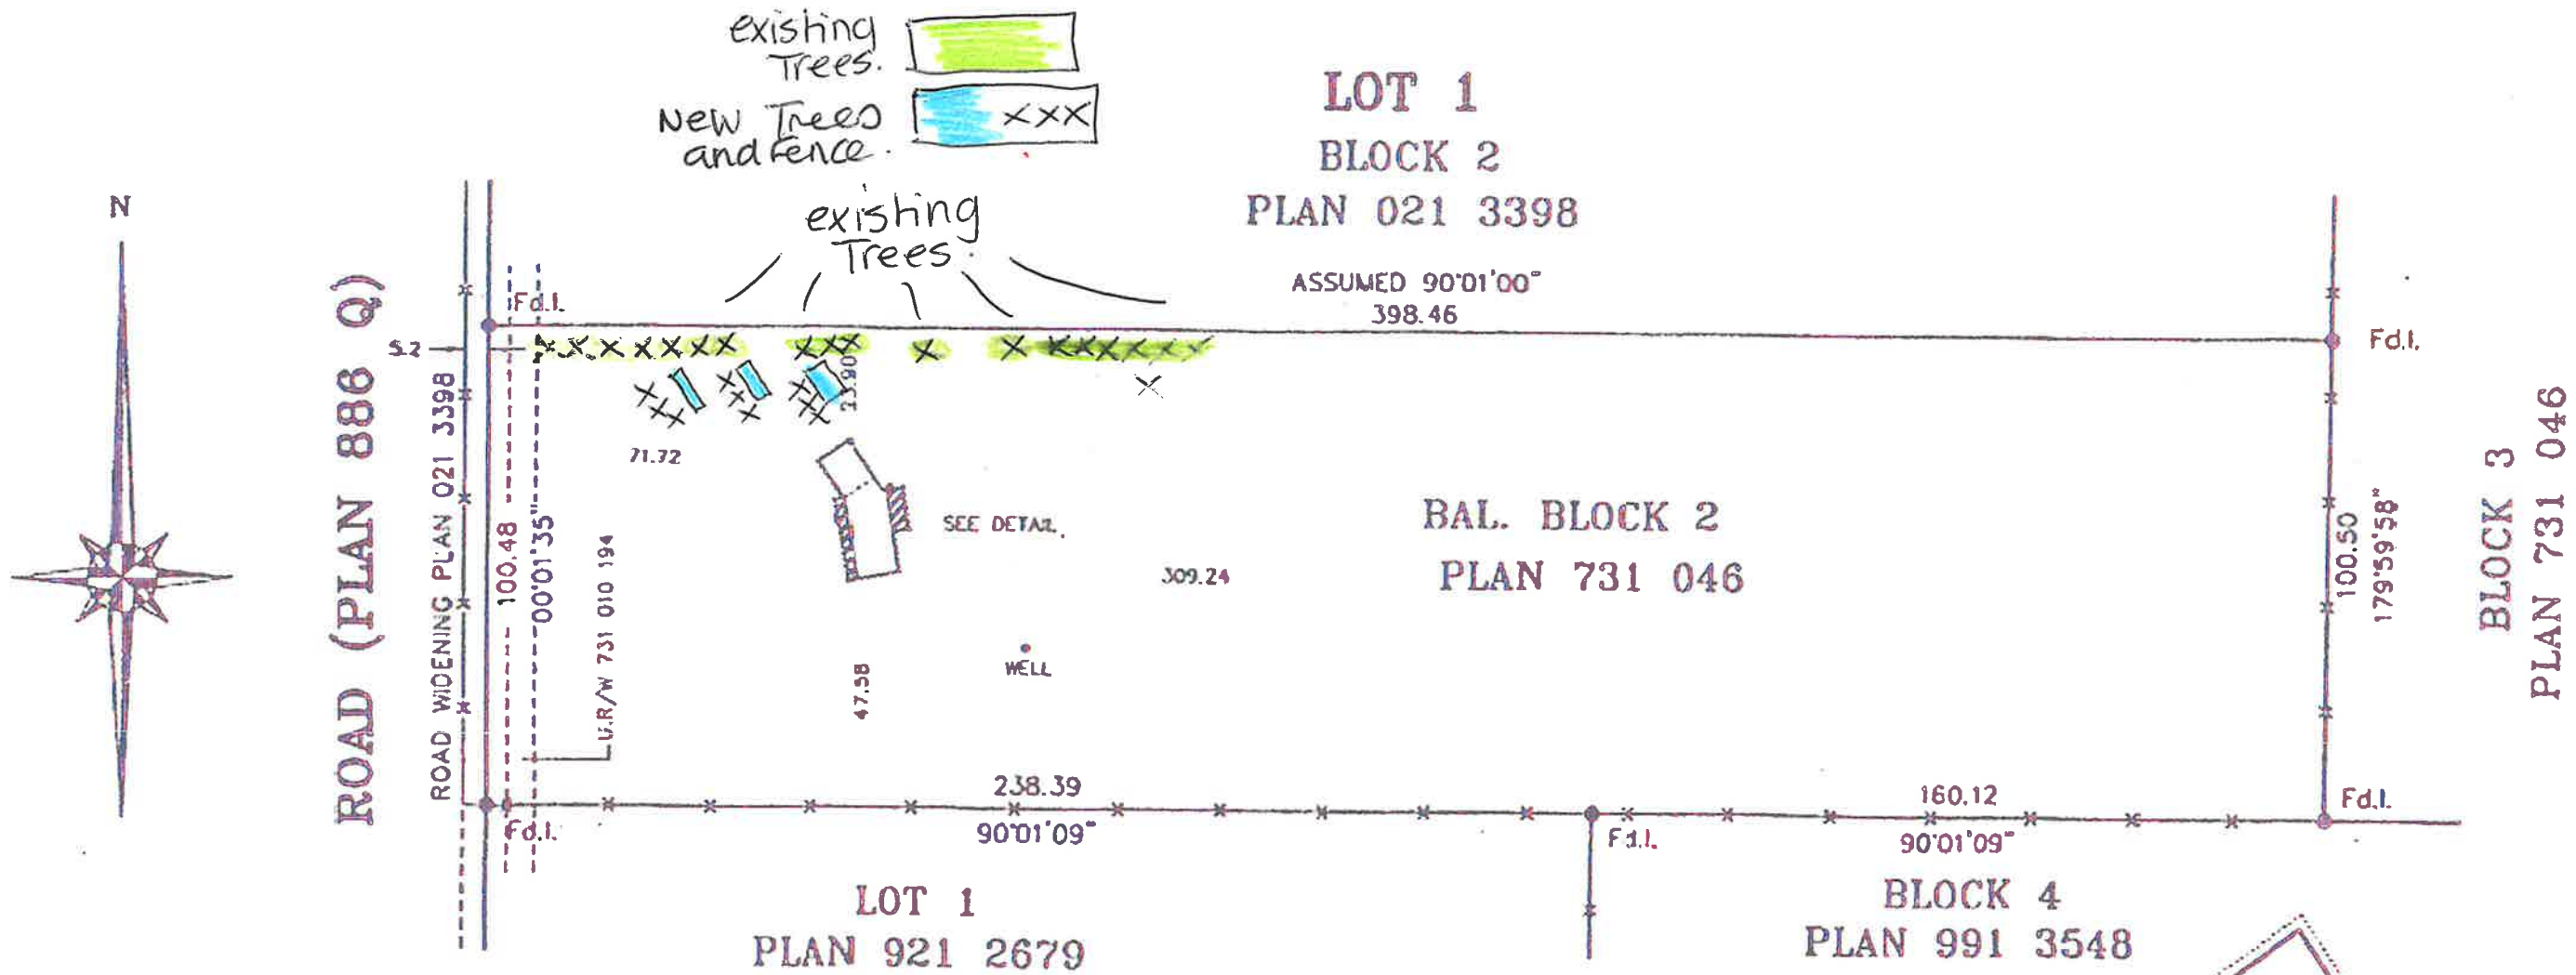 existing
Trees.
New Trees
and Fence.
XXX
LOT 1
BLOCK 2
PLAN 021 3398
N
existing
Trees.
ASSUMED 90°01'00"
398.46
Fd.I.
Fd.I.
5.2
ROAD (PLAN 886 Q)
ROAD WIDENING PLAN 021 3398
100.48
00°01'35"
U.R/W 731 010 194
23.90
71.72
SEE DETAIL
BAL. BLOCK 2
PLAN 731 046
309.24
WELL
47.58
100.50
179°59'58"
BLOCK 3
PLAN 731 046
238.39
90°01'09"
160.12
90°01'09"
Fd.I.
Fd.I.
Fd.I.
LOT 1
PLAN 921 2679
BLOCK 4
PLAN 991 3548